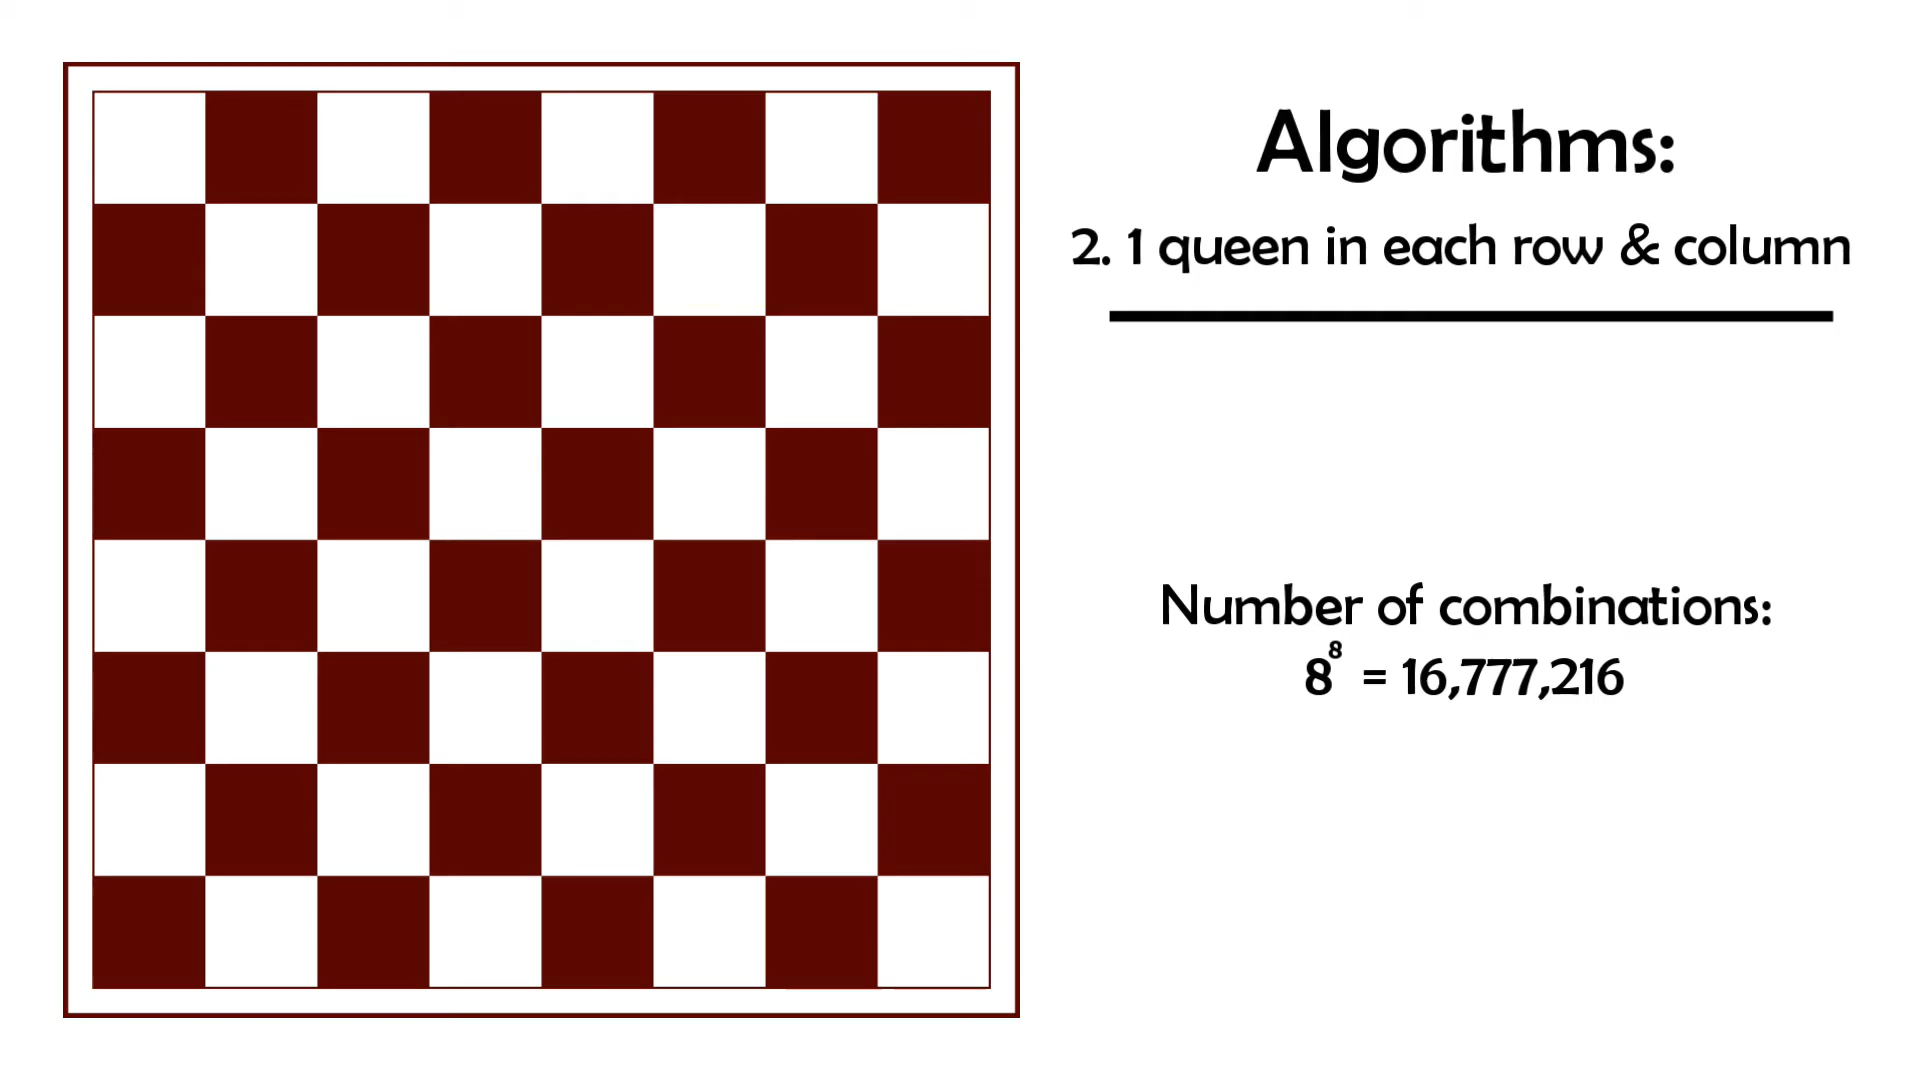 Algorithms:
2. 1 queen in each row & column
Number of combinations:
8⁸ = 16,777,216